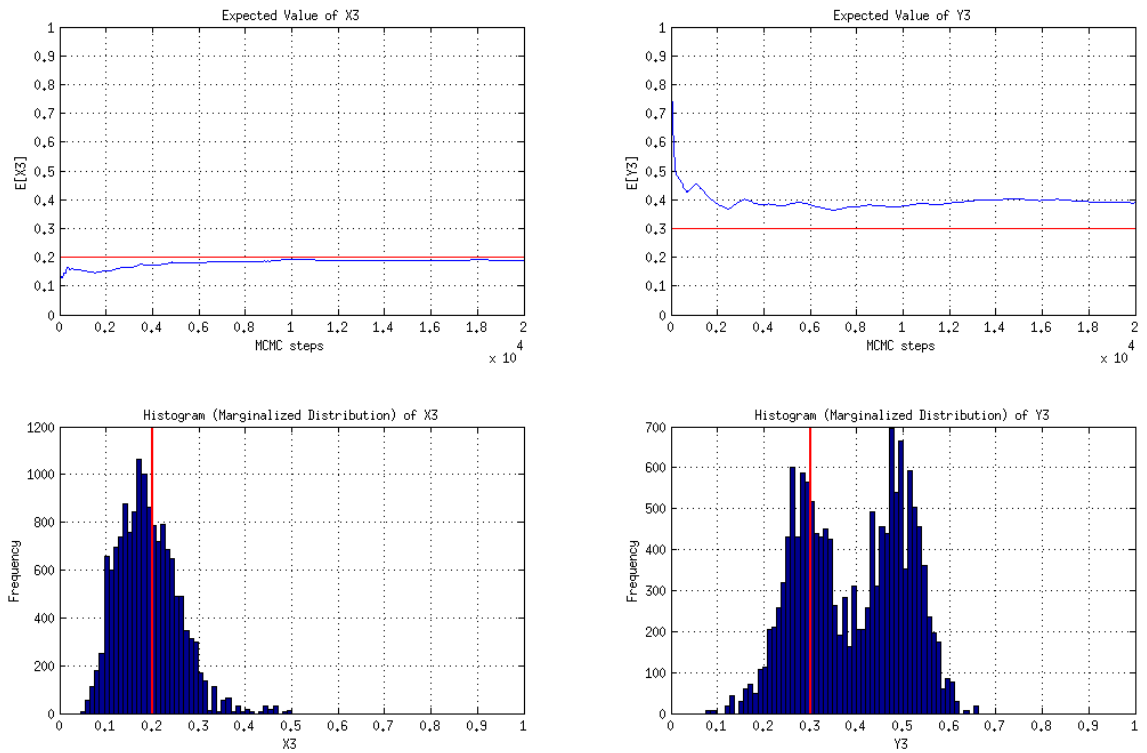 Expected Value of X3
1
0.9
0.8
0.7
0.6
0.5
0.4
0.3
0.2
0.1
0
E[X3]
0 0.2 0.4 0.6 0.8 1 1.2 1.4 1.6 1.8 2
MCMC steps
x 10 4
Expected Value of Y3
1
0.9
0.8
0.7
0.6
0.5
0.4
0.3
0.2
0.1
0
E[Y3]
0 0.2 0.4 0.6 0.8 1 1.2 1.4 1.6 1.8 2
MCMC steps
x 10 4
Histogram (Marginalized Distribution) of X3
1200
1000
800
600
400
200
0
Frequency
0 0.1 0.2 0.3 0.4 0.5 0.6 0.7 0.8 0.9 1
X3
Histogram (Marginalized Distribution) of Y3
700
600
500
400
300
200
100
0
Frequency
0 0.1 0.2 0.3 0.4 0.5 0.6 0.7 0.8 0.9 1
Y3